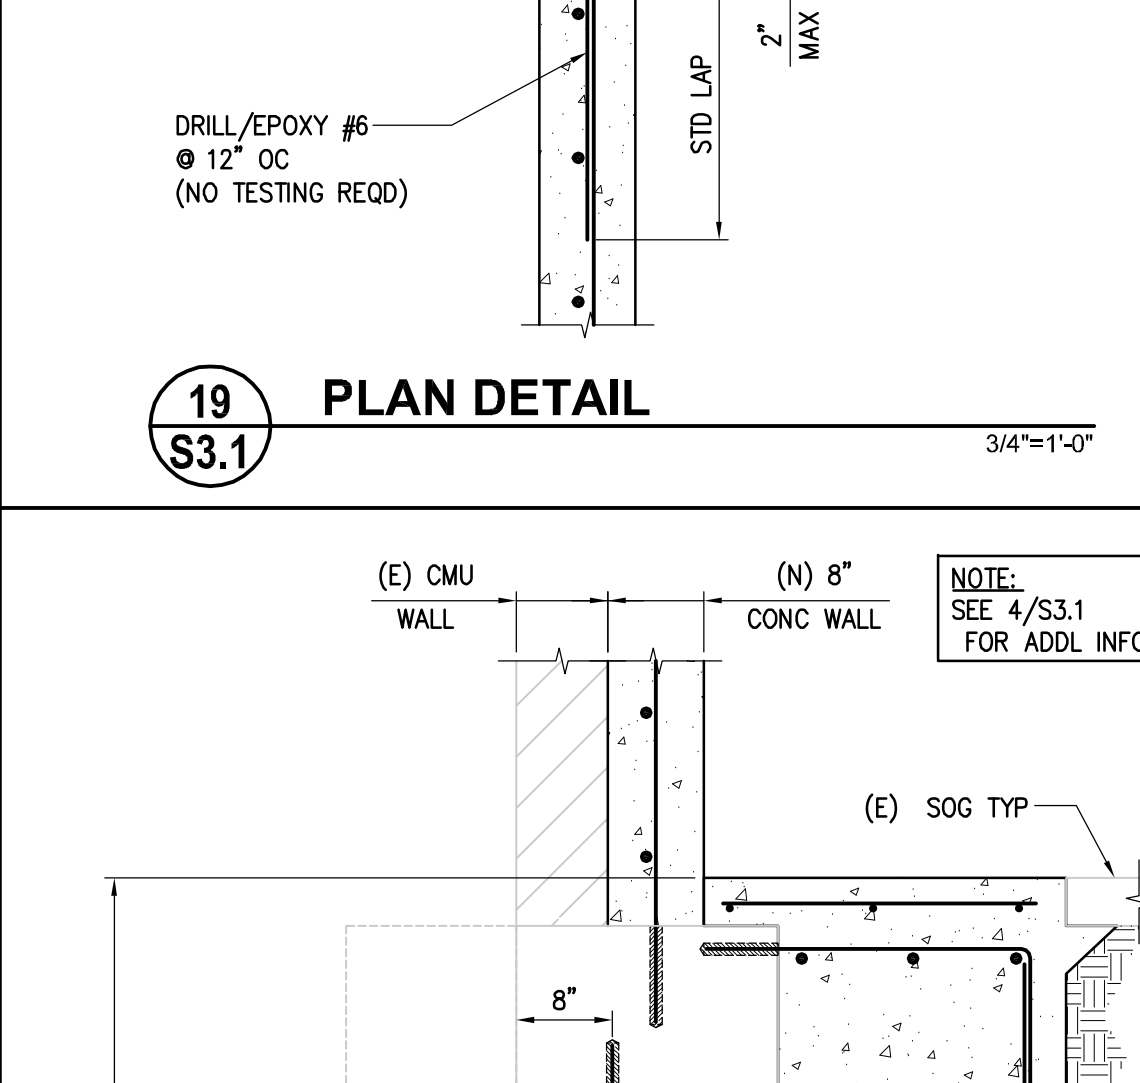 2"
MAX
STD LAP
DRILL/EPOXY #6
@ 12" OC
(NO TESTING REQD)
19
S3.1
PLAN DETAIL
3/4"=1'-0"
(E) CMU
WALL
(N) 8"
CONC WALL
NOTE:
SEE 4/S3.1
FOR ADDL
(E) SOG TYP
8"